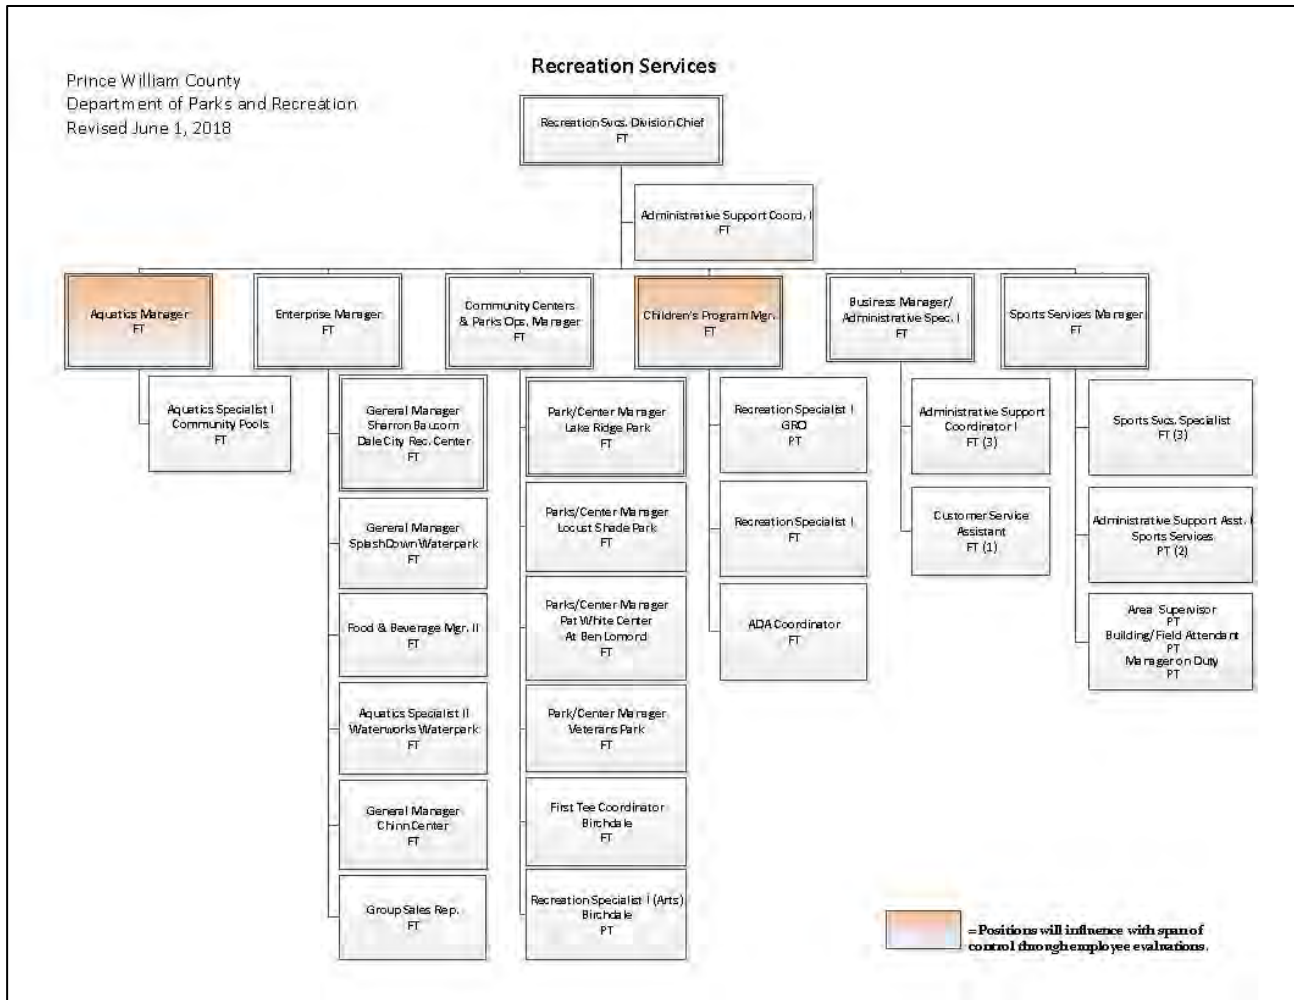 Recreation Services
Prince William County
Department of Parks and Recreation
Revised June 1, 2018
Recreation Svcs. Division Chief
FT
Administrative Support Coord. I
FT
Aquatics Manager
FT
Enterprise Manager
FT
Community Centers
& Parks Ops. Manager
FT
Children's Program Mgr.
FT
Business Manager/
Administrative Spec. I
FT
Sports Services Manager
FT
Aquatics Specialist I
Community Pools
FT
General Manager
Sharron Baucom
Dale City Rec. Center
FT
General Manager
SplashDown Waterpark
FT
Food & Beverage Mgr. II
FT
Aquatics Specialist II
Waterworks Waterpark
FT
General Manager
Chinn Center
FT
Group Sales Rep.
FT
Park/Center Manager
Lake Ridge Park
FT
Parks/Center Manager
Locust Shade Park
FT
Parks/Center Manager
Pat White Center
At Ben Lomond
FT
Park/Center Manager
Veterans Park
FT
First Tee Coordinator
Birchdale
FT
Recreation Specialist I (Arts)
Birchdale
PT
Recreation Specialist I
GRO
PT
Recreation Specialist I
FT
ADA Coordinator
FT
Administrative Support
Coordinator I
FT (3)
Customer Service
Assistant
FT (1)
Sports Svcs. Specialist
FT (3)
Administrative Support Asst. I
Sports Services
PT (2)
Area Supervisor
PT
Building/Field Attendant
PT
Manager on Duty
PT
=Positions will influence with span of
control through employee evaluations.